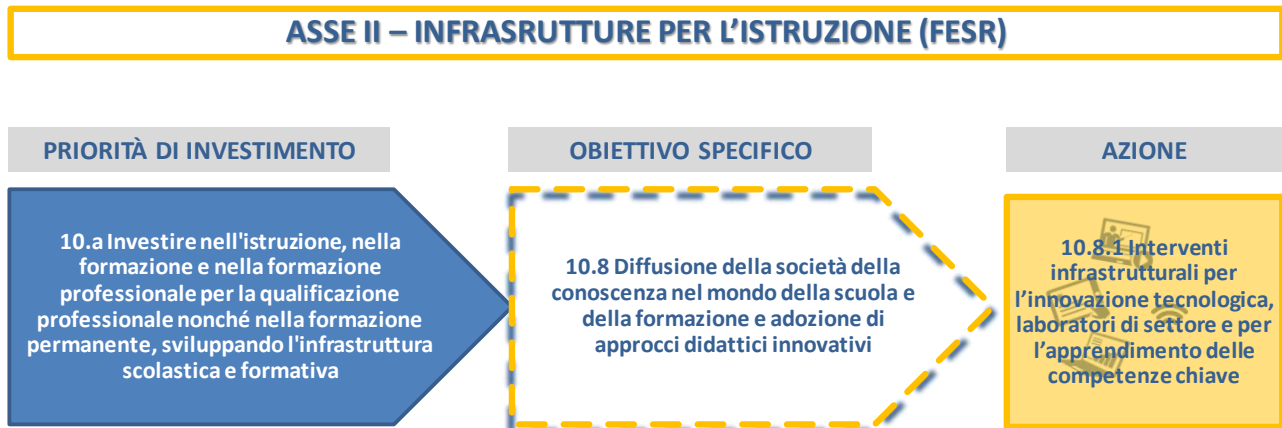 ASSE II – INFRASRUTTURE PER L'ISTRUZIONE (FESR)
PRIORITÀ DI INVESTIMENTO
10.a Investire nell'istruzione, nella
formazione e nella formazione
professionale per la qualificazione
professionale nonché nella formazione
permanente, sviluppando l'infrastruttura
scolastica e formativa
OBIETTIVO SPECIFICO
10.8 Diffusione della società della
conoscenza nel mondo della scuola e
della formazione e adozione di
approcci didattici innovativi
AZIONE
10.8.1 Interventi
infrastrutturali per
l'innovazione tecnologica,
laboratori di settore e per
l'apprendimento delle
competenze chiave